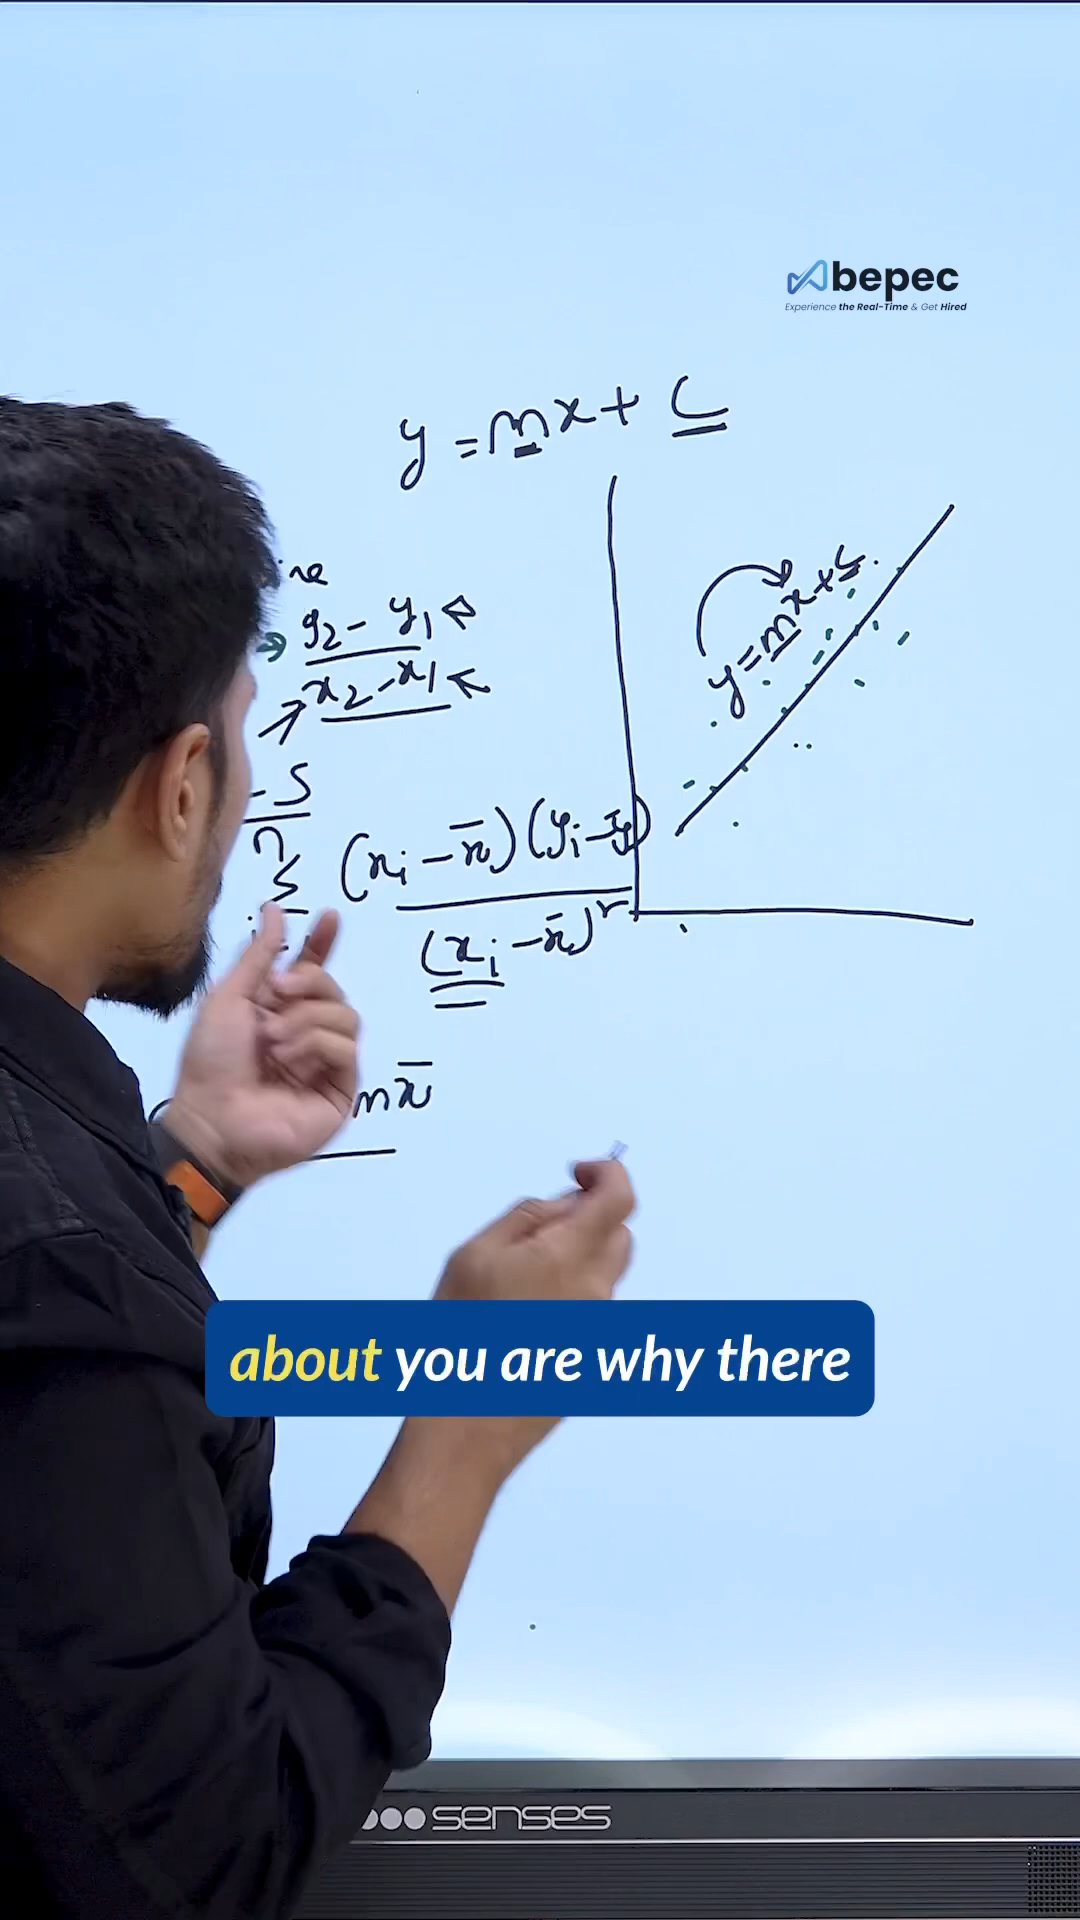 bepec
Experience the Real-Time & Get Hired
y = mx + c
y = mx + c
y₂ - y₁
x₂ - x₁
(xᵢ - x̄)(yᵢ - ȳ)
(xᵢ - x̄)²
mx̄
about you are why there
senses